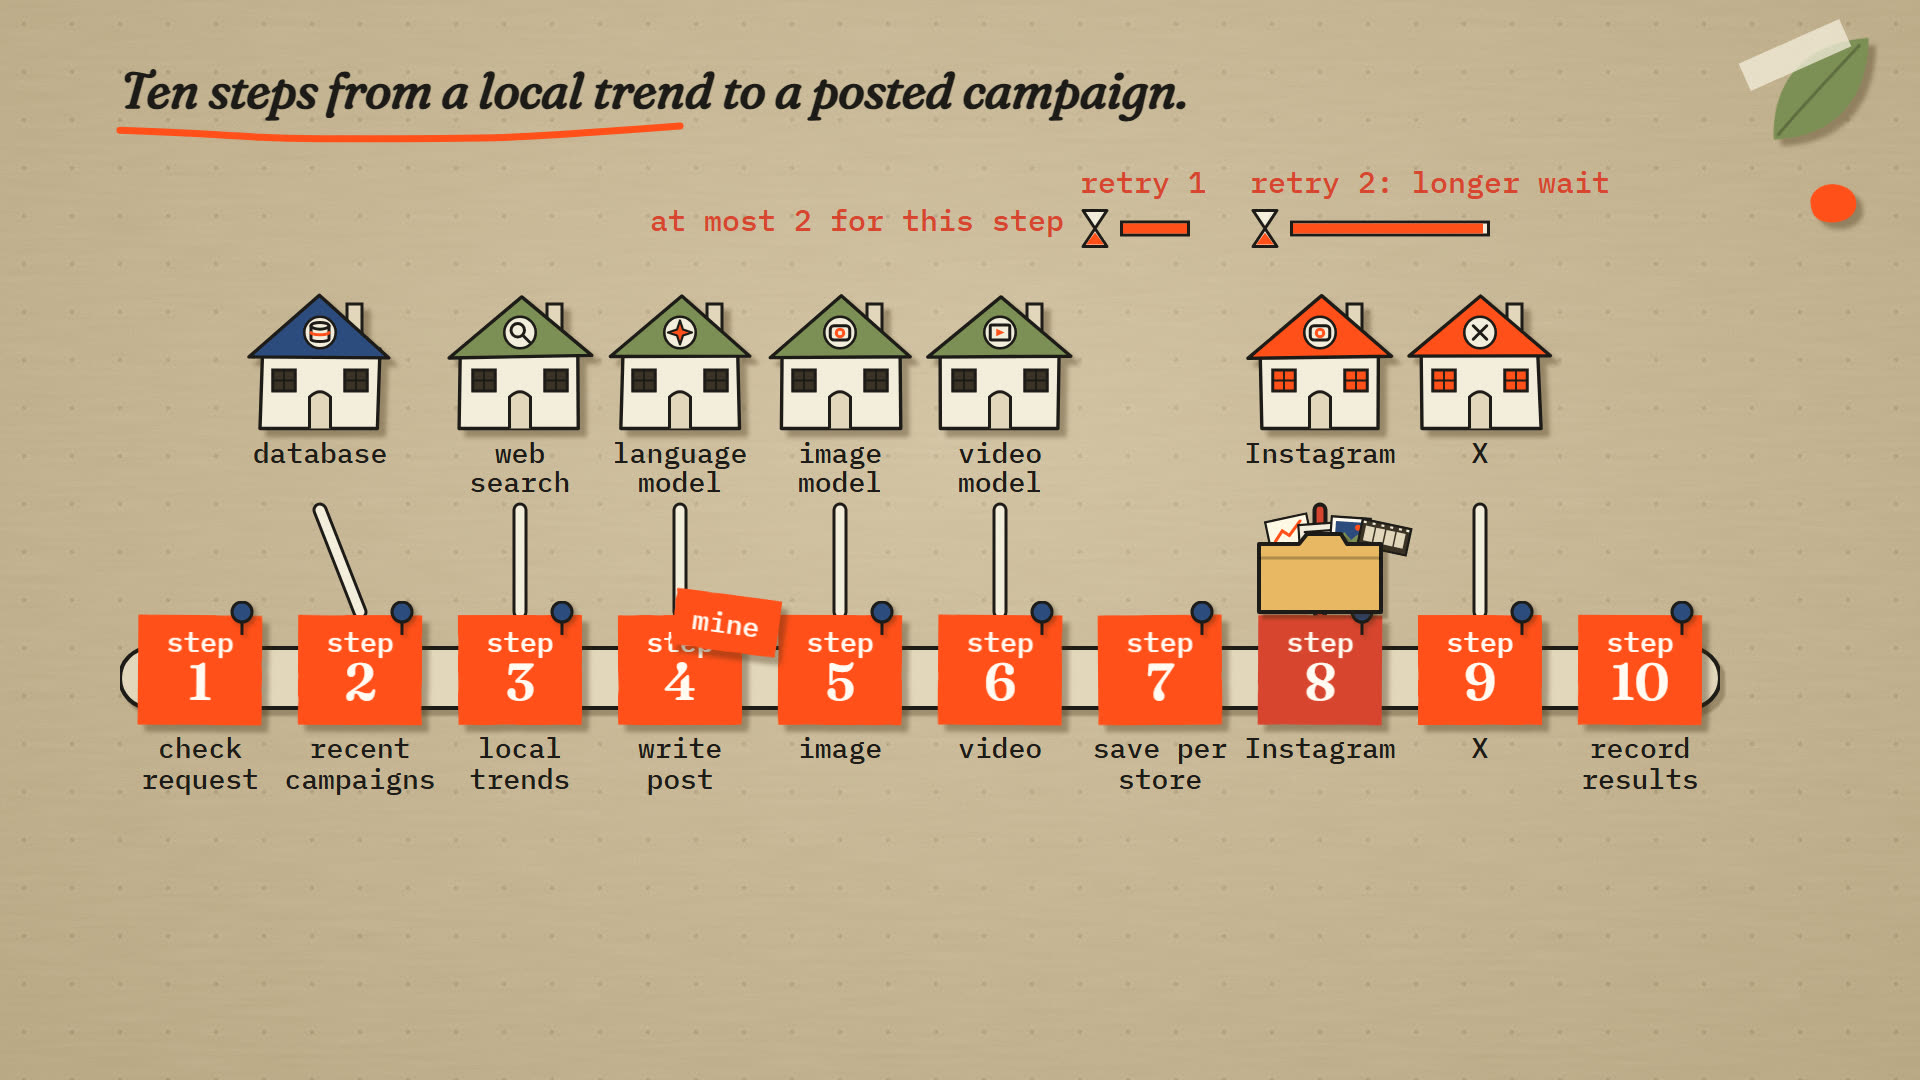 Ten steps from a local trend to a posted campaign.
retry 1
retry 2: longer wait
at most 2 for this step
database
web
search
language
model
image
model
video
model
Instagram
X
mine
step
1
step
2
step
3
step
4
step
5
step
6
step
7
step
8
step
9
step
10
check
request
recent
campaigns
local
trends
write
post
image
video
save per
store
Instagram
X
record
results